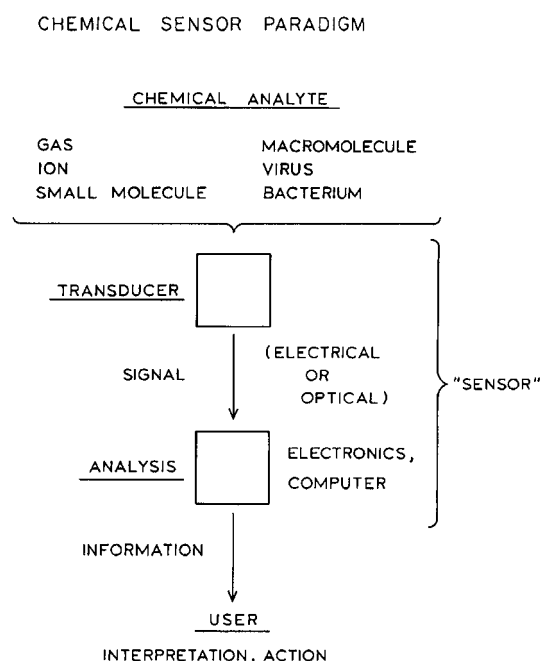 CHEMICAL SENSOR PARADIGM
CHEMICAL ANALYTE
GAS
ION
SMALL MOLECULE
MACROMOLECULE
VIRUS
BACTERIUM
TRANSDUCER
SIGNAL
(ELECTRICAL
OR
OPTICAL)
"SENSOR"
ANALYSIS
ELECTRONICS,
COMPUTER
INFORMATION
USER
INTERPRETATION, ACTION